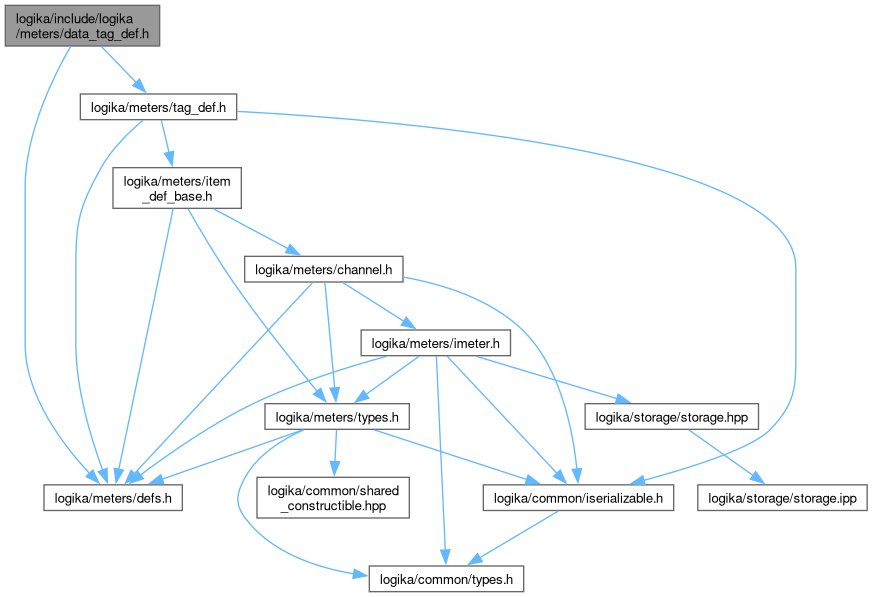 logika/include/logika
/meters/data_tag_def.h
logika/meters/tag_def.h
logika/meters/item
_def_base.h
logika/meters/channel.h
logika/meters/imeter.h
logika/meters/types.h
logika/storage/storage.hpp
logika/meters/defs.h
logika/common/shared
_constructible.hpp
logika/common/iserializable.h
logika/storage/storage.ipp
logika/common/types.h